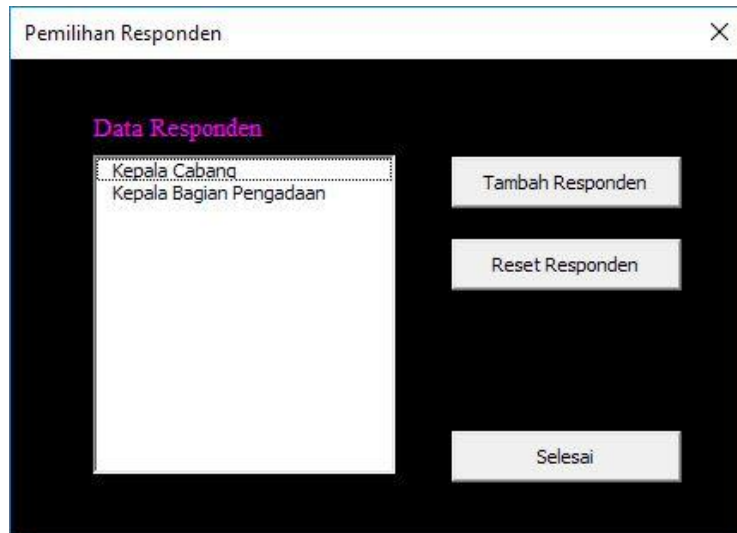 Pemilihan Responden
Data Responden
Kepala Cabang
Kepala Bagian Pengadaan
Tambah Responden
Reset Responden
Selesai